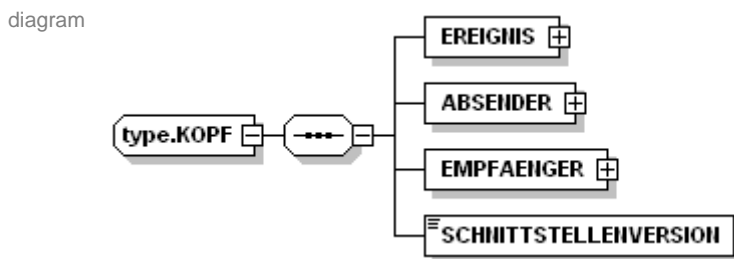 diagram
EREIGNIS
ABSENDER
type.KOPF
EMPFAENGER
SCHNITTSTELLENVERSION